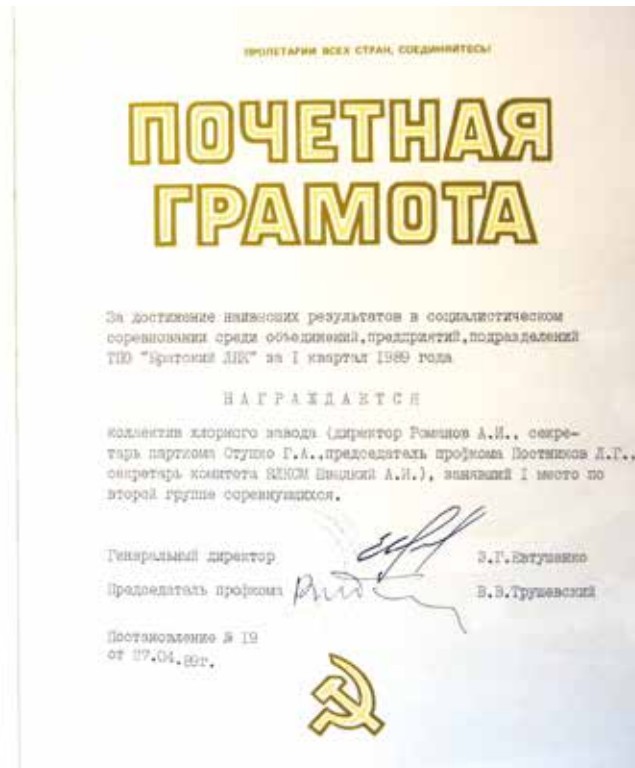 ПРОЛЕТАРИИ ВСЕХ СТРАН, СОЕДИНЯЙТЕСЬ!
ПОЧЕТНАЯ
ГРАМОТА
За достижение наивысших результатов в социалистическом
соревновании среди объединений,предприятий,подразделений
ТПО "Братский ЛПК" за I квартал 1989 года
НАГРАЖДАЕТСЯ
коллектив хлорного завода (директор Романов А.И., секре-
тарь парткома Ступко Г.А.,председатель профкома Постников Л.Г.,
секретарь комитета ВЛКСМ А.И.), занявший I место по
второй группе соревнующихся.
Генеральный директор Э.Г.Евтушенко
Председатель профкома В.В.Трушевский
Постановление № 19
от 27.04.89г.